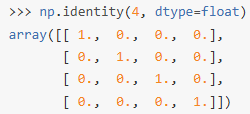 >>> np.identity(4, dtype=float)
array([[ 1.,  0.,  0.,  0.],
       [ 0.,  1.,  0.,  0.],
       [ 0.,  0.,  1.,  0.],
       [ 0.,  0.,  0.,  1.]])